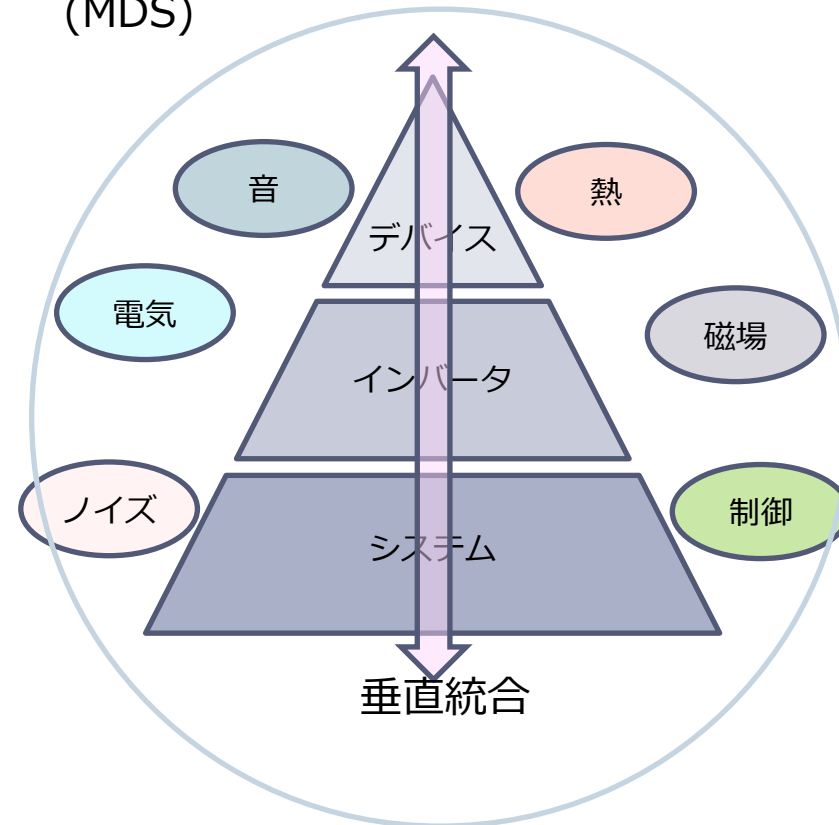 (MDS)
音
熱
デバイス
電気
磁場
インバータ
ノイズ
制御
システム
垂直統合